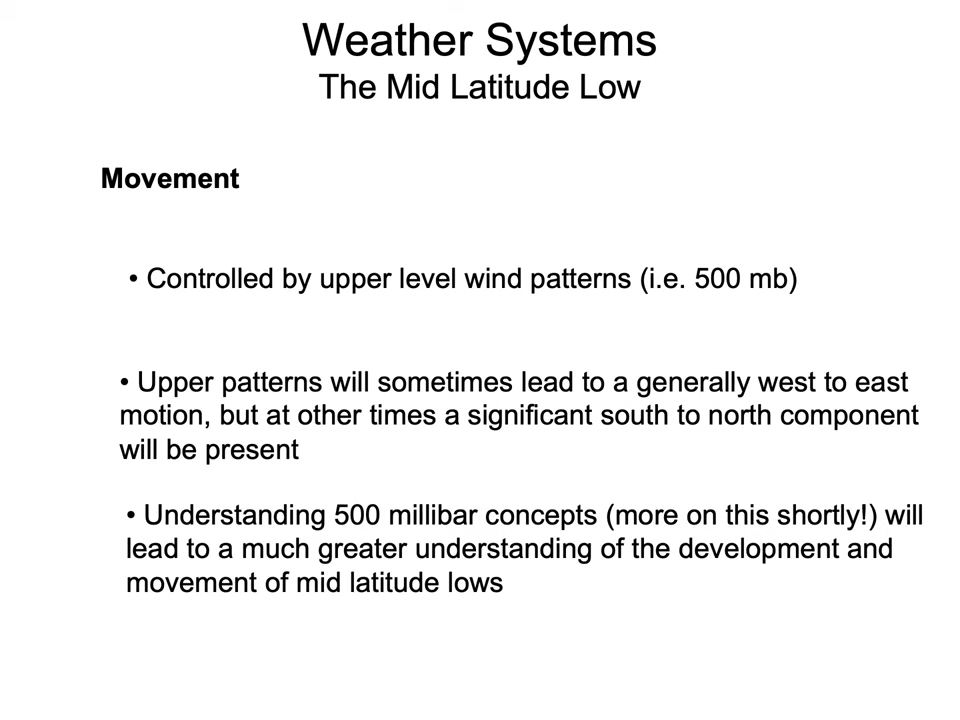 Weather Systems
The Mid Latitude Low
Movement
• Controlled by upper level wind patterns (i.e. 500 mb)
• Upper patterns will sometimes lead to a generally west to east
motion, but at other times a significant south to north component
will be present
• Understanding 500 millibar concepts (more on this shortly!) will
lead to a much greater understanding of the development and
movement of mid latitude lows